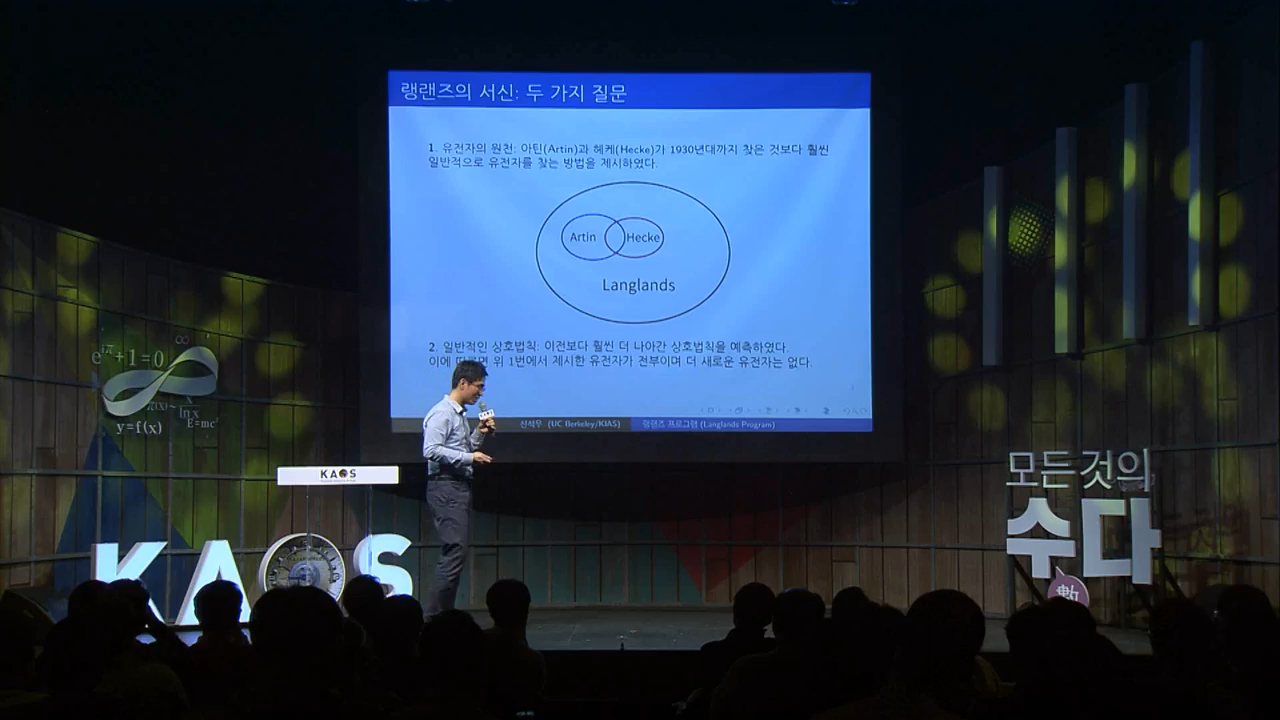 랭랜즈의 서신: 두 가지 질문
1. 유전자의 원천: 아틴(Artin)과 헤케(Hecke)가 1930년대까지 찾은 것보다 훨씬
일반적으로 유전자를 찾는 방법을 제시하였다.
Artin
Hecke
Langlands
2. 일반적인 상호법칙: 이전보다 훨씬 더 나아간 상호법칙을 예측하였다.
이에 따르면 위 1번에서 제시한 유전자가 전부이며 더 새로운 유전자는 없다.
신석우 (UC Berkeley/KIAS)
랭랜즈 프로그램 (Langlands Program)
e^iπ+1=0
∞
ln x
E=mc²
y=f(x)
KAOS
KAOS
모든것의
수다
數